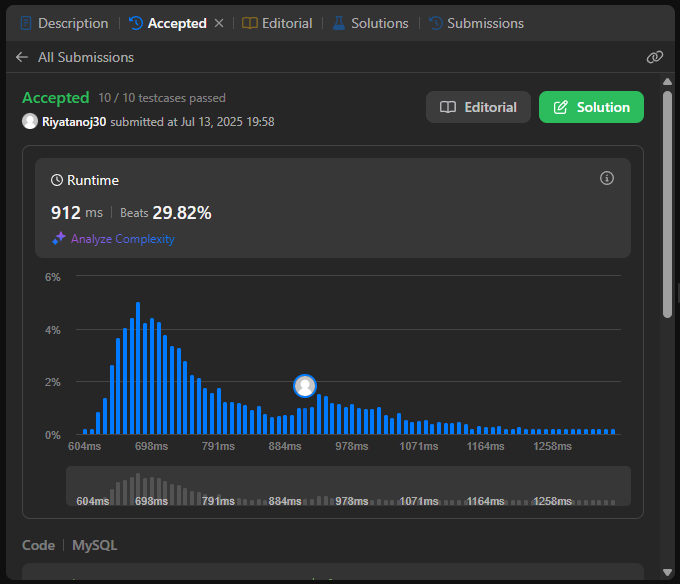 Description Accepted Editorial Solutions Submissions
All Submissions
Accepted 10 / 10 testcases passed
Riyatanoj30 submitted at Jul 13, 2025 19:58
Editorial
Solution
Runtime
912 ms Beats 29.82%
Analyze Complexity
6%
4%
2%
0%
604ms 698ms 791ms 884ms 978ms 1071ms 1164ms 1258ms
604ms 698ms 791ms 884ms 978ms 1071ms 1164ms 1258ms
Code MySQL